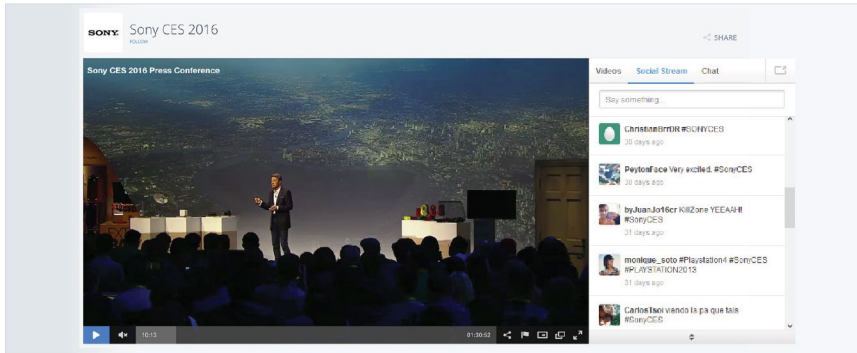 SONY
Sony CES 2016
FOLLOW
SHARE
Sony CES 2016 Press Conference
Videos Social Stream Chat
Say something...
ChristianBrrDR #SONYCES
30 days ago
PeytonFace Very excited. #SonyCES
30 days ago
byJuanJo16cr KillZone YEEAAH!
#SonyCES
31 days ago
monique_soto #Playstation4 #SonyCES
#PLAYSTATION2013
31 days ago
CarlosTsoi viendo la pa que tals
#SonyCES
10:13
01:30:52